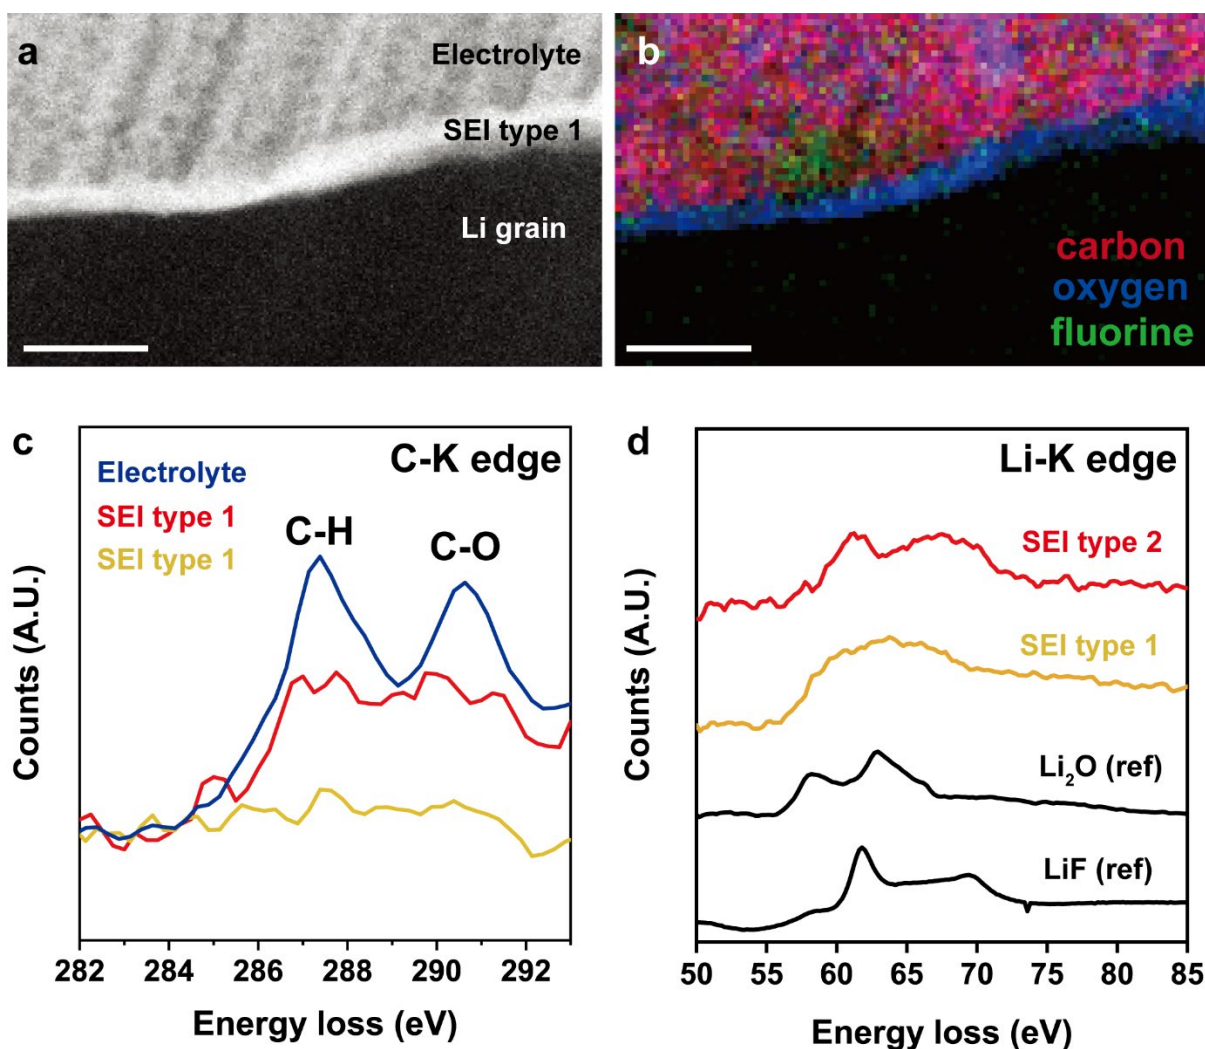 a
Electrolyte
SEI type 1
Li grain
b
carbon
oxygen
fluorine
c
C-K edge
Electrolyte
SEI type 1
SEI type 1
C-H
C-O
Counts (A.U.)
282 284 286 288 290 292
Energy loss (eV)
d
Li-K edge
SEI type 2
SEI type 1
Li₂O (ref)
LiF (ref)
Counts (A.U.)
50 55 60 65 70 75 80 85
Energy loss (eV)